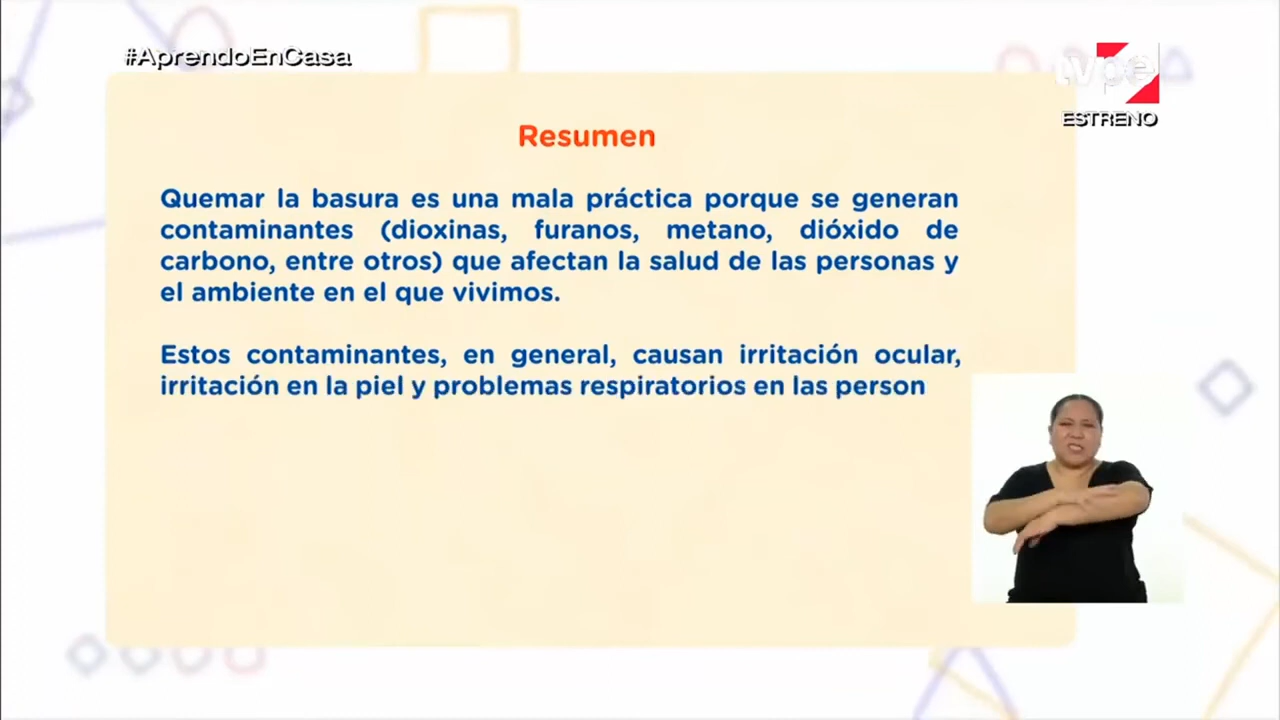 #AprendoEnCasa
tvpe
ESTRENO
Resumen
Quemar la basura es una mala práctica porque se generan
contaminantes (dioxinas, furanos, metano, dióxido de
carbono, entre otros) que afectan la salud de las personas y
el ambiente en el que vivimos.
Estos contaminantes, en general, causan irritación ocular,
irritación en la piel y problemas respiratorios en las person